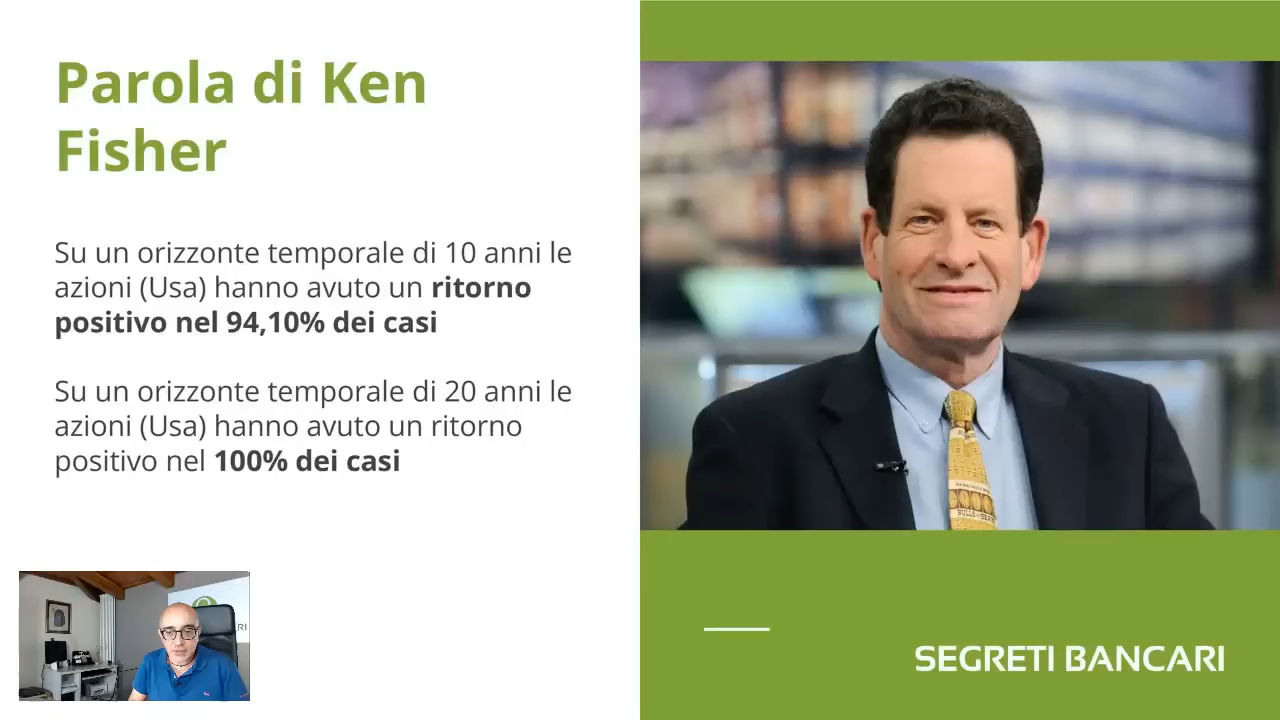 Parola di Ken
Fisher
Su un orizzonte temporale di 10 anni le
azioni (Usa) hanno avuto un ritorno
positivo nel 94,10% dei casi
Su un orizzonte temporale di 20 anni le
azioni (Usa) hanno avuto un ritorno
positivo nel 100% dei casi
SEGRETI BANCARI